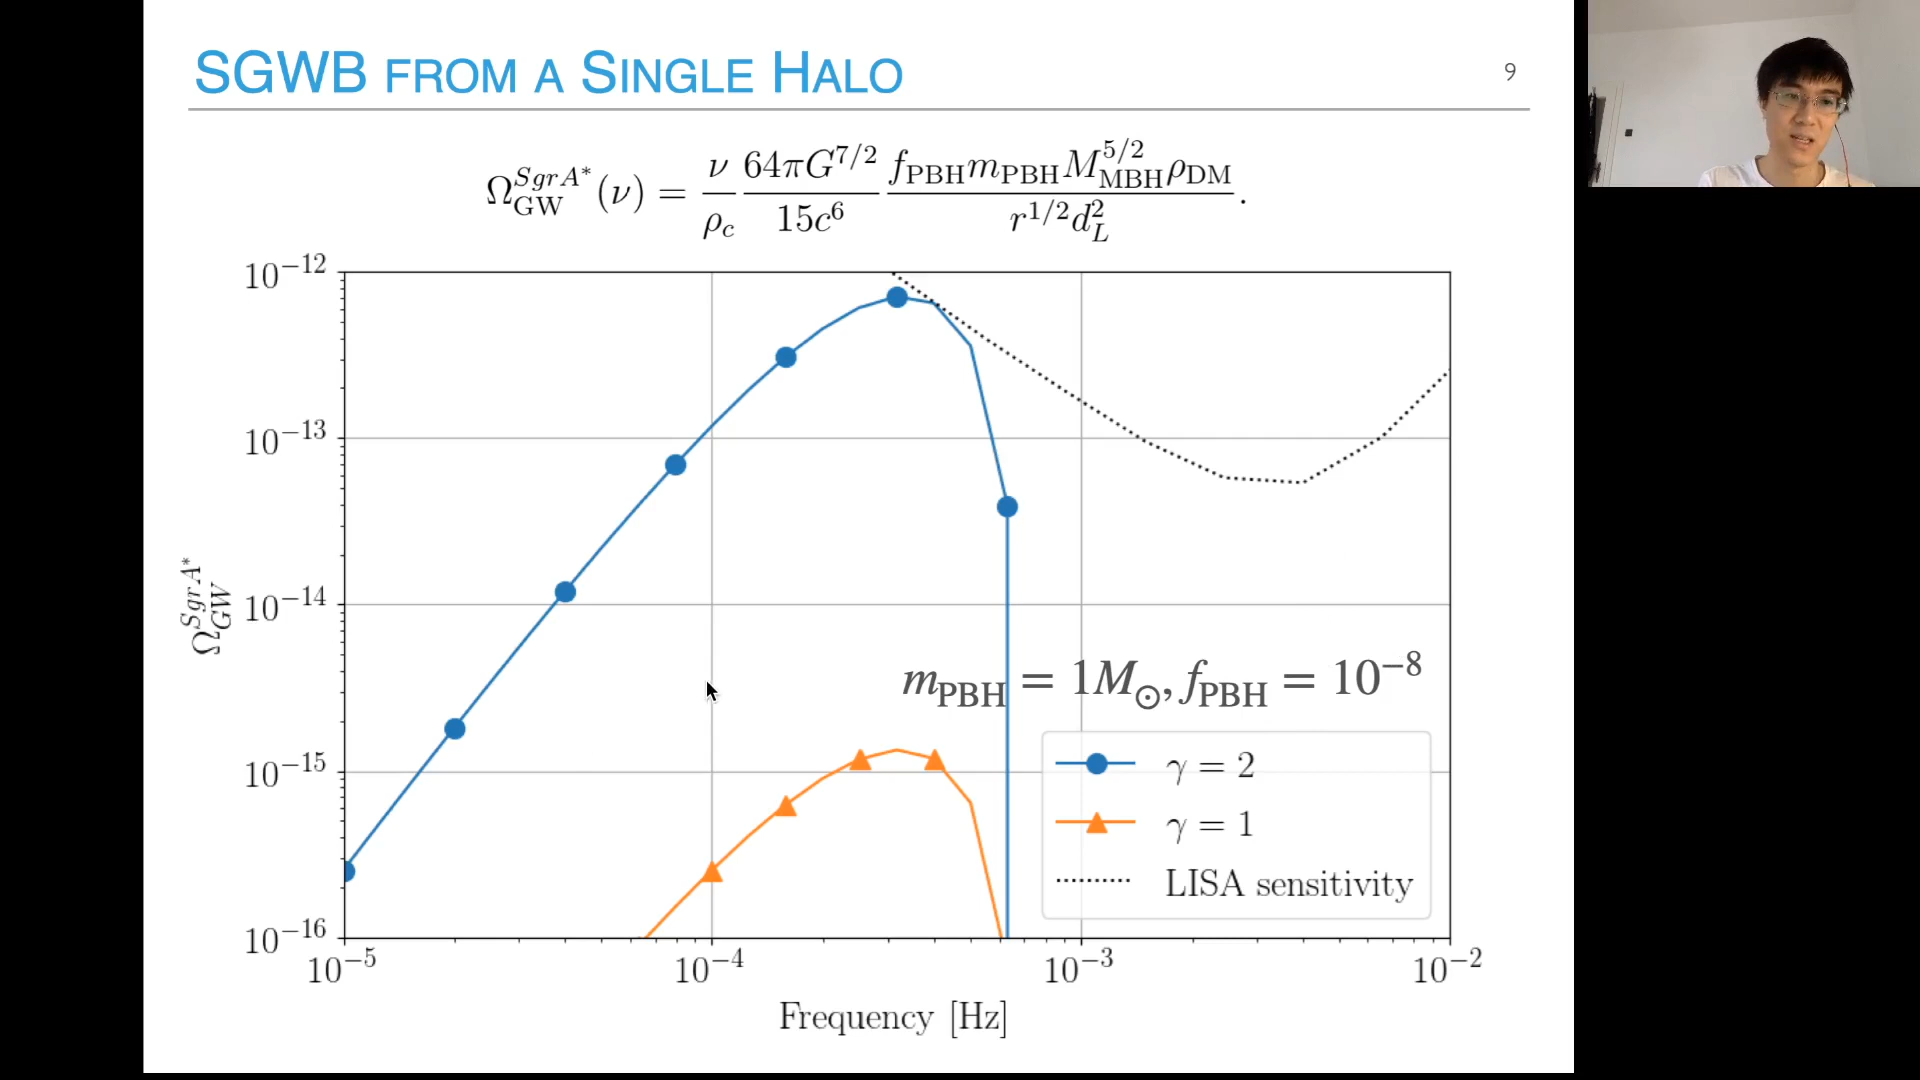 SGWB FROM A SINGLE HALO
9
Ω_GW^{SgrA*}(ν) = ν/ρ_c 64πG^{7/2}/15c^6 f_PBH m_PBH M_MBH^{5/2} ρ_DM / r^{1/2} d_L^2 .
10^{-12}
10^{-13}
10^{-14}
10^{-15}
10^{-16}
Ω_{GW}^{SgrA*}
m_PBH = 1M_⊙, f_PBH = 10^{-8}
γ = 2
γ = 1
LISA sensitivity
10^{-5} 10^{-4} 10^{-3} 10^{-2}
Frequency [Hz]